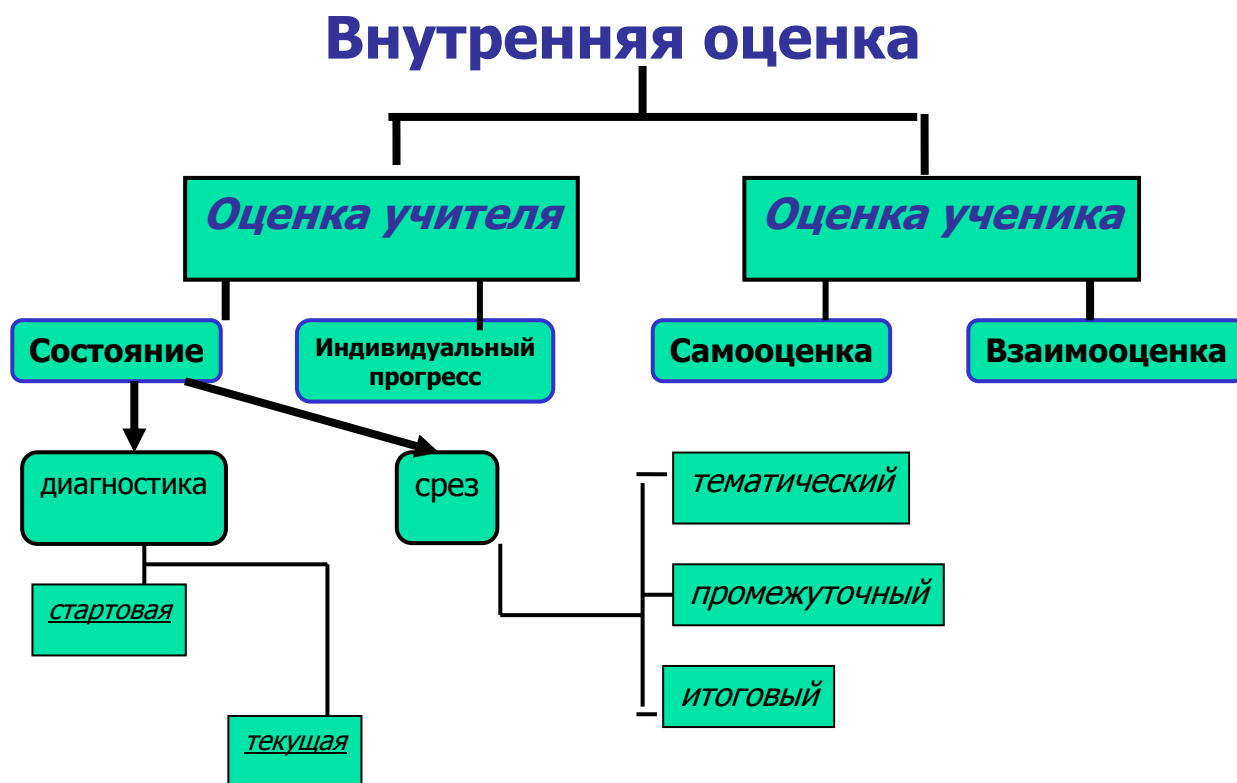 Внутренняя оценка
Оценка учителя
Оценка ученика
Состояние
Индивидуальный
прогресс
Самооценка
Взаимооценка
диагностика
срез
тематический
промежуточный
итоговый
стартовая
текущая